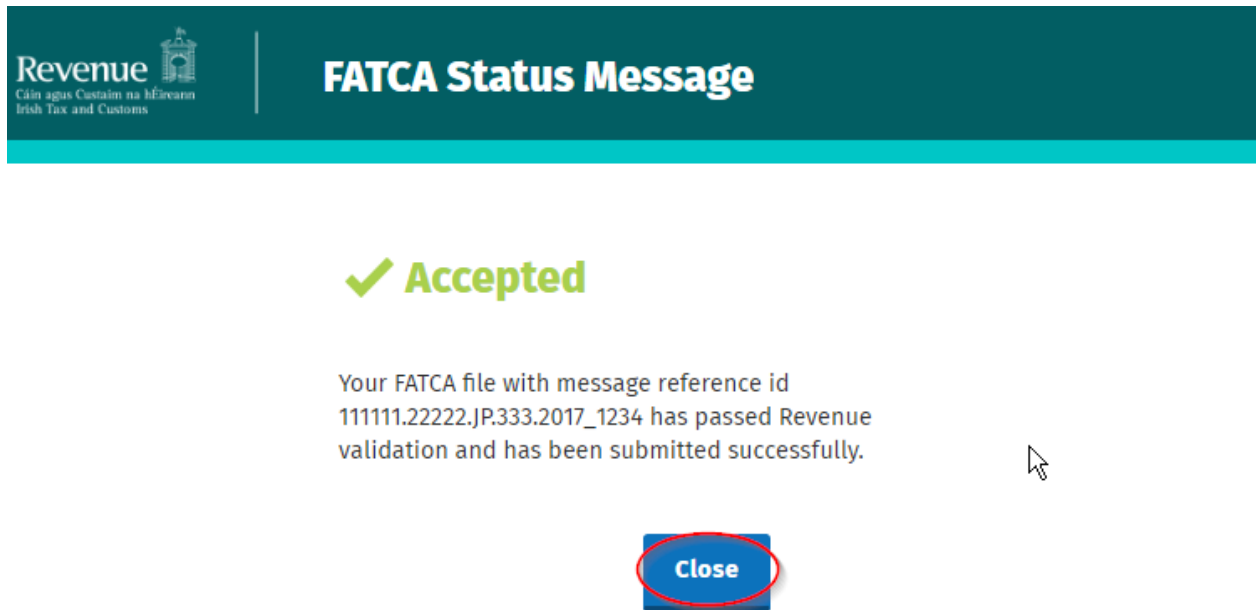 Revenue
Cáin agus Custaim na hÉireann
Irish Tax and Customs
FATCA Status Message
Accepted
Your FATCA file with message reference id
111111.22222.JP.333.2017_1234 has passed Revenue
validation and has been submitted successfully.
Close